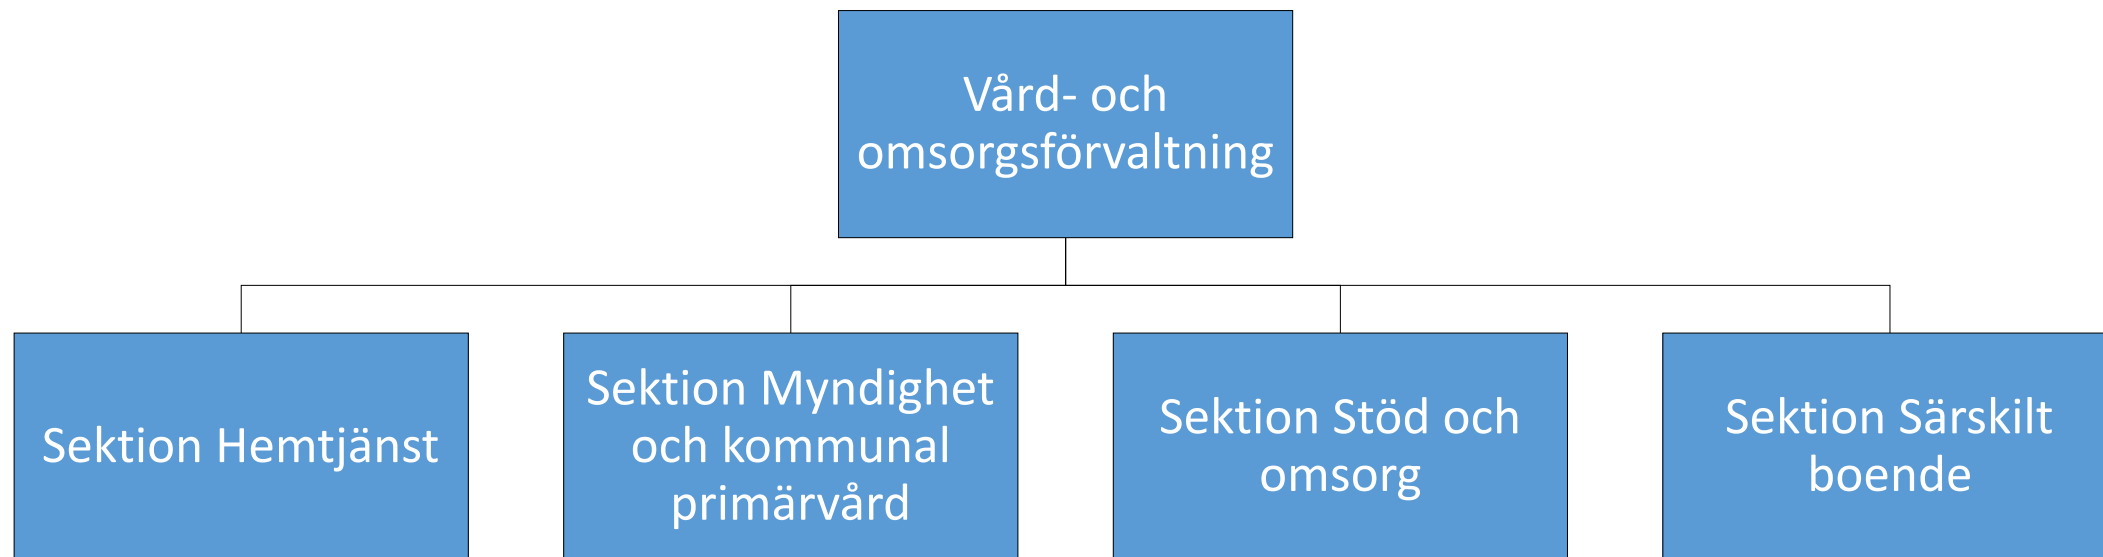 Vård- och
omsorgsförvaltning
Sektion Hemtjänst
Sektion Myndighet
och kommunal
primärvård
Sektion Stöd och
omsorg
Sektion Särskilt
boende